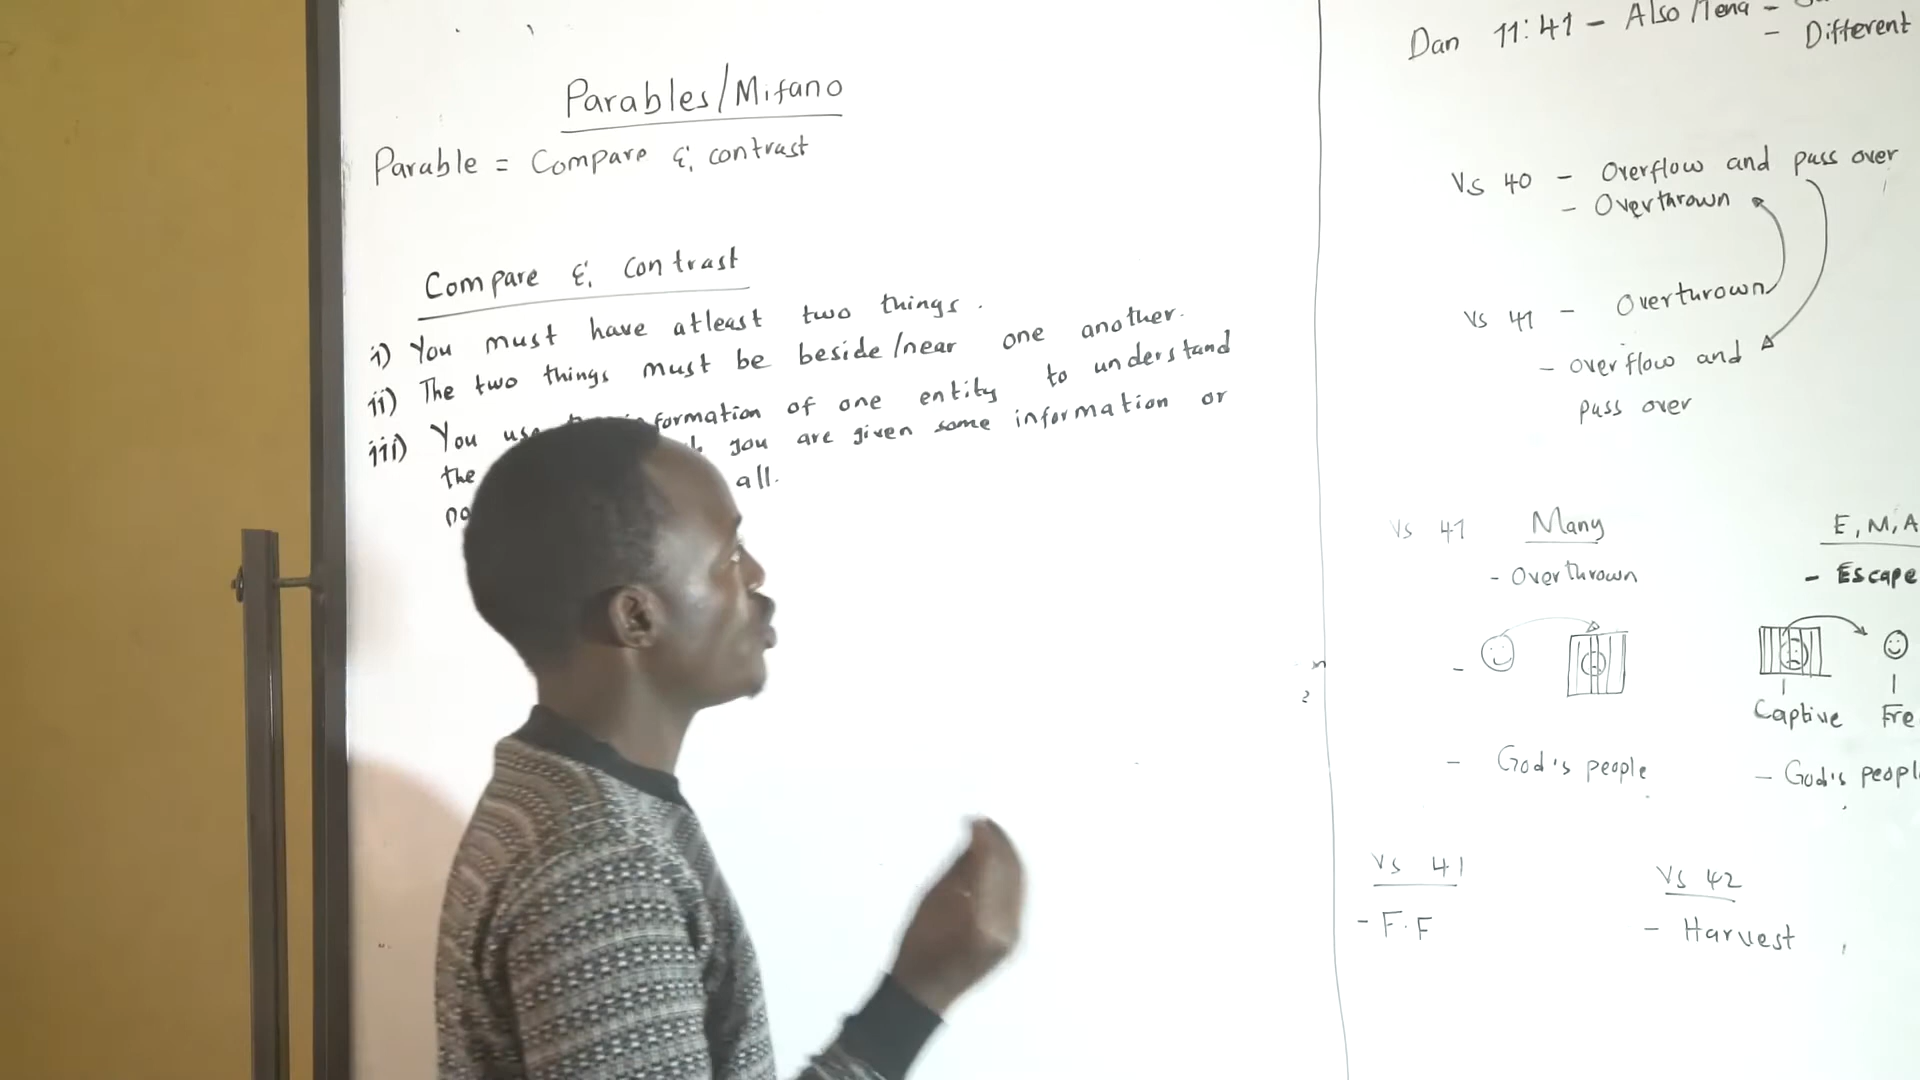 Parables/Mifano
Parable = Compare & contrast
Compare & contrast
i) You must have atleast two things.
ii) The two things must be beside/near one another.
iii) You use formation of one entity to understand
the you are given some information or
all.
Dan 11:41 - Also/Tena -
- Different
Vs 40 - Overflow and pass over
- Overthrown
Vs 41 - Overthrown
- overflow and
pass over
Vs 41 Many
- Overthrown
- God's people
E, M, A
- Escape
Captive Fre
- God's peopl
Vs 41
- F.F
Vs 42
- Harvest